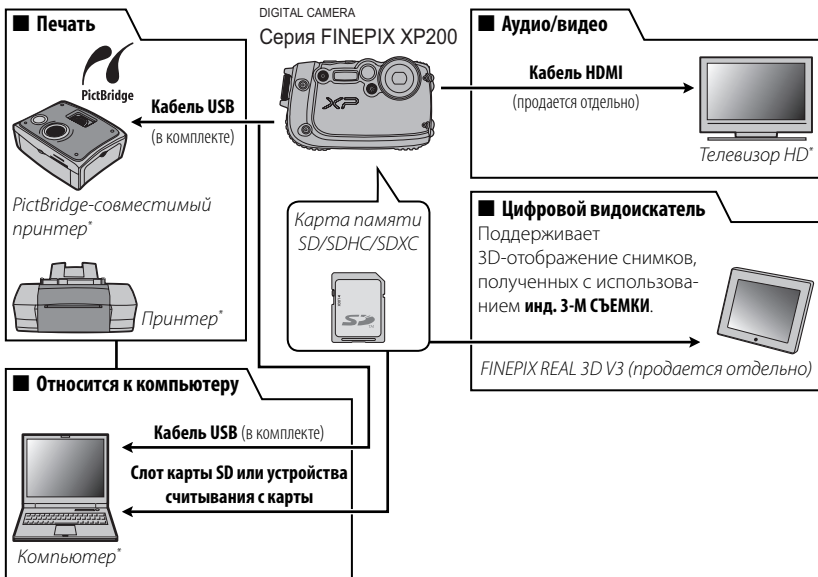 ■ Печать
PictBridge
Кабель USB
(в комплекте)
PictBridge-совместимый
принтер*
Принтер*
DIGITAL CAMERA
Серия FINEPIX XP200
XP
Карта памяти
SD/SDHC/SDXC
SD
■ Аудио/видео
Кабель HDMI
(продается отдельно)
Телевизор HD*
■ Цифровой видоискатель
Поддерживает
3D-отображение снимков,
полученных с использова-
нием инд. 3-М СЪЕМКИ.
FINEPIX REAL 3D V3 (продается отдельно)
■ Относится к компьютеру
Кабель USB (в комплекте)
Слот карты SD или устройства
считывания с карты
Компьютер*